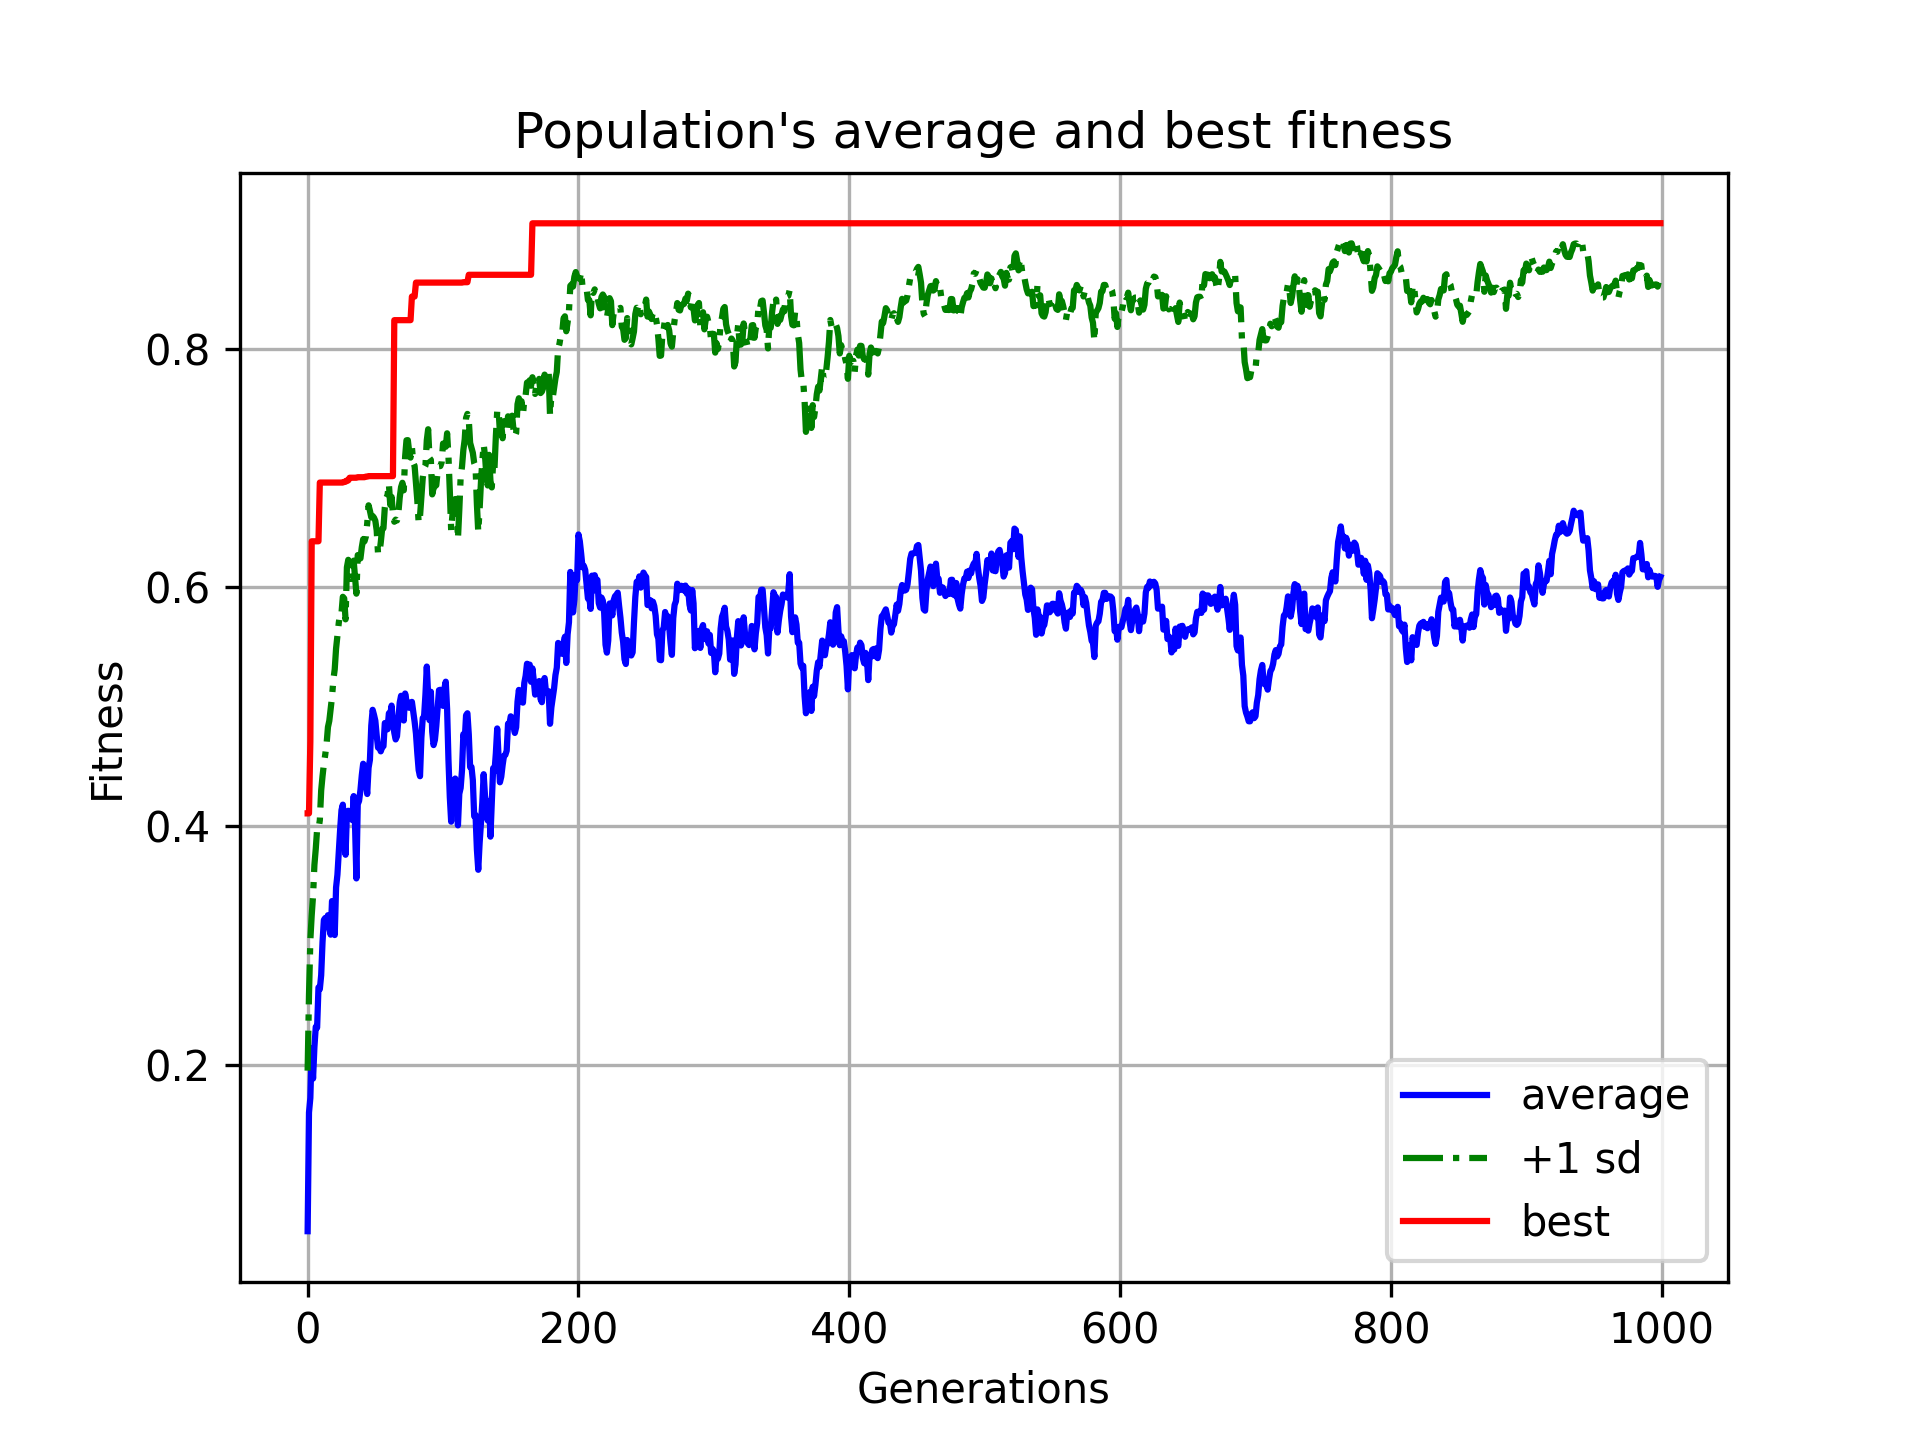 Population's average and best fitness
Fitness
0.8
0.6
0.4
0.2
0 200 400 600 800 1000
Generations
average
+1 sd
best